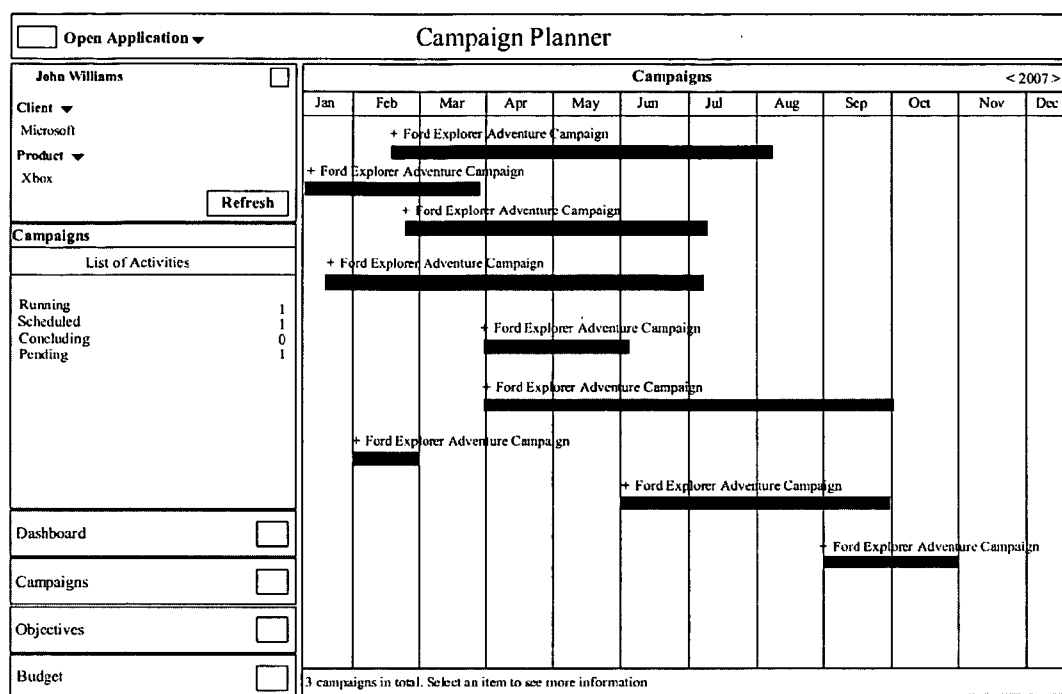 Open Application
Campaign Planner
John Williams
Client
Microsoft
Product
Xbox
Refresh
Campaigns
List of Activities
Running 1
Scheduled 1
Concluding 0
Pending 1
Dashboard
Campaigns
Objectives
Budget
Campaigns < 2007 >
Jan Feb Mar Apr May Jun Jul Aug Sep Oct Nov Dec
+ Ford Explorer Adventure Campaign
+ Ford Explorer Adventure Campaign
+ Ford Explorer Adventure Campaign
+ Ford Explorer Adventure Campaign
+ Ford Explorer Adventure Campaign
+ Ford Explorer Adventure Campaign
+ Ford Explorer Adventure Campaign
+ Ford Explorer Adventure Campaign
+ Ford Explorer Adventure Campaign
3 campaigns in total. Select an item to see more information